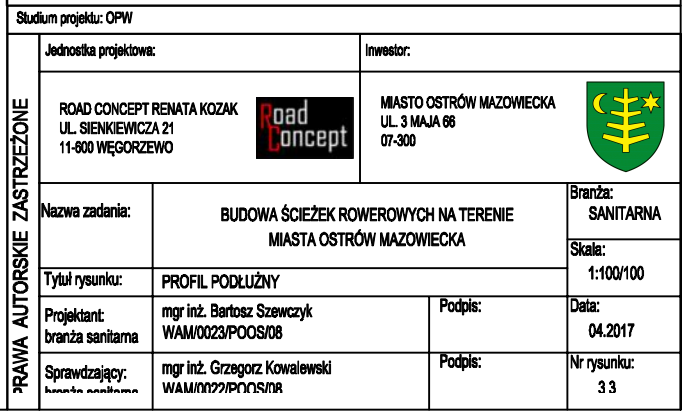 Studium projektu: OPW
PRAWA AUTORSKIE ZASTRZEŻONE
Jednostka projektowa:
ROAD CONCEPT RENATA KOZAK
UL. SIENKIEWICZA 21
11-600 WĘGORZEWO
Road
Concept
Inwestor:
MIASTO OSTRÓW MAZOWIECKA
UL. 3 MAJA 66
07-300
Nazwa zadania:
BUDOWA ŚCIEŻEK ROWEROWYCH NA TERENIE
MIASTA OSTRÓW MAZOWIECKA
Branża:
SANITARNA
Skala:
1:100/100
Tytuł rysunku:
PROFIL PODŁUŻNY
Projektant:
branża sanitarna
mgr inż. Bartosz Szewczyk
WAM/0023/POOS/08
Podpis:
Data:
04.2017
Sprawdzający:
branża sanitarna
mgr inż. Grzegorz Kowalewski
WAM/0022/POOS/08
Podpis:
Nr rysunku:
3.3